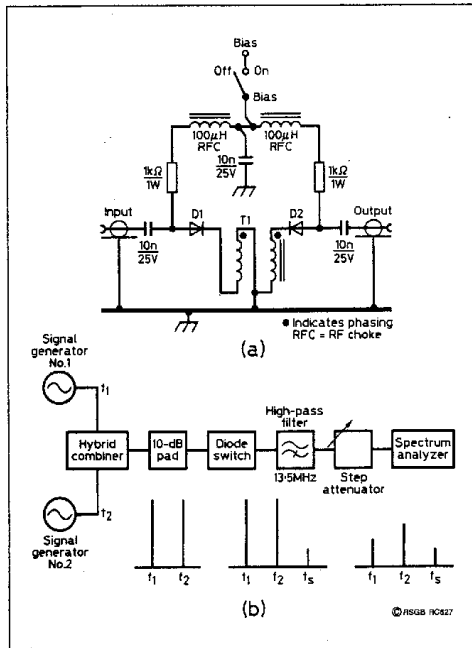 Bias
Off
On
Bias
100µH
RFC
100µH
RFC
10n
25V
1kΩ
1W
1kΩ
1W
Input
D1
T1
D2
Output
10n
25V
10n
25V
● Indicates phasing
RFC = RF choke
(a)
Signal
generator
No.1
f1
High-pass
filter
Hybrid
combiner
10-dB
pad
Diode
switch
13·5MHz
Step
attenuator
Spectrum
analyzer
f2
Signal
generator
No.2
f1 f2
f1 f2 fs
f1 f2 fs
(b)
©RSGB RC627